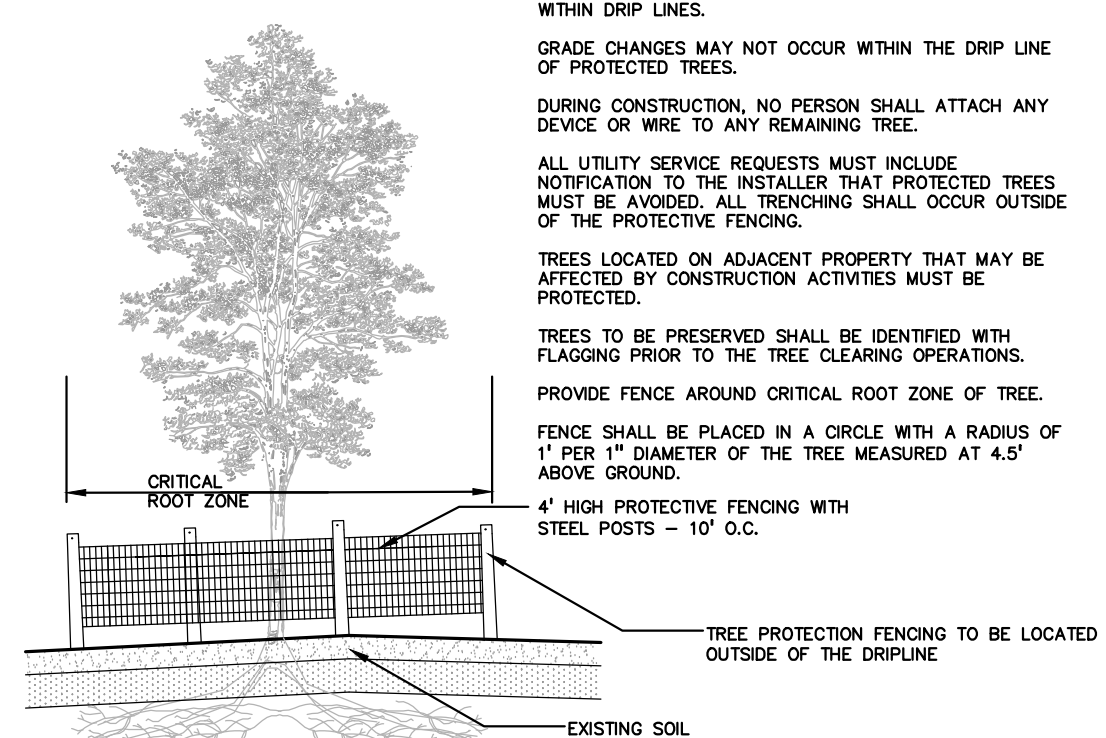 WITHIN DRIP LINES.
GRADE CHANGES MAY NOT OCCUR WITHIN THE DRIP LINE
OF PROTECTED TREES.
DURING CONSTRUCTION, NO PERSON SHALL ATTACH ANY
DEVICE OR WIRE TO ANY REMAINING TREE.
ALL UTILITY SERVICE REQUESTS MUST INCLUDE
NOTIFICATION TO THE INSTALLER THAT PROTECTED TREES
MUST BE AVOIDED. ALL TRENCHING SHALL OCCUR OUTSIDE
OF THE PROTECTIVE FENCING.
TREES LOCATED ON ADJACENT PROPERTY THAT MAY BE
AFFECTED BY CONSTRUCTION ACTIVITIES MUST BE
PROTECTED.
TREES TO BE PRESERVED SHALL BE IDENTIFIED WITH
FLAGGING PRIOR TO THE TREE CLEARING OPERATIONS.
PROVIDE FENCE AROUND CRITICAL ROOT ZONE OF TREE.
FENCE SHALL BE PLACED IN A CIRCLE WITH A RADIUS OF
1' PER 1" DIAMETER OF THE TREE MEASURED AT 4.5'
ABOVE GROUND.
CRITICAL
ROOT ZONE
4' HIGH PROTECTIVE FENCING WITH
STEEL POSTS – 10' O.C.
TREE PROTECTION FENCING TO BE LOCATED
OUTSIDE OF THE DRIPLINE
EXISTING SOIL